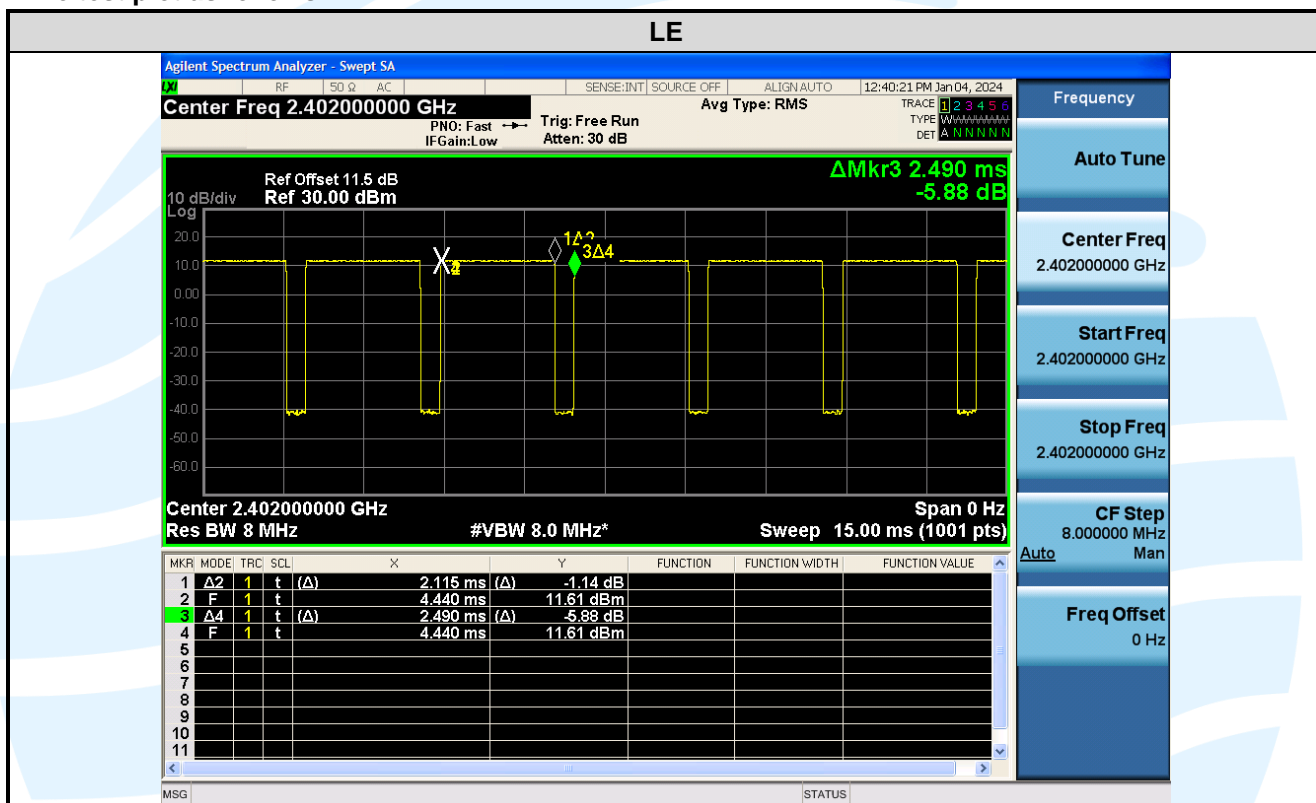 LE
Agilent Spectrum Analyzer - Swept SA
LXI RF 50 Ω AC SENSE:INT SOURCE OFF ALIGN AUTO 12:40:21 PM Jan 04, 2024
Center Freq 2.402000000 GHz
PNO: Fast
IFGain:Low
Trig: Free Run
Atten: 30 dB
Avg Type: RMS
TRACE 1 2 3 4 5 6
TYPE
DET A N N N N N
Frequency
Auto Tune
Center Freq
2.402000000 GHz
Start Freq
2.402000000 GHz
Stop Freq
2.402000000 GHz
CF Step
8.000000 MHz
Auto Man
Freq Offset
0 Hz
ΔMkr3 2.490 ms
-5.88 dB
Ref Offset 11.5 dB
10 dB/div Ref 30.00 dBm
Log
20.0
10.0
0.00
-10.0
-20.0
-30.0
-40.0
-50.0
-60.0
3Δ4
Center 2.402000000 GHz Span 0 Hz
Res BW 8 MHz #VBW 8.0 MHz* Sweep 15.00 ms (1001 pts)
MKR MODE TRC SCL X Y FUNCTION FUNCTION WIDTH FUNCTION VALUE
1 Δ2 1 t (Δ) 2.115 ms (Δ) -1.14 dB
2 F 1 t 4.440 ms 11.61 dBm
3 Δ4 1 t (Δ) 2.490 ms (Δ) -5.88 dB
4 F 1 t 4.440 ms 11.61 dBm
5
6
7
8
9
10
11
MSG STATUS